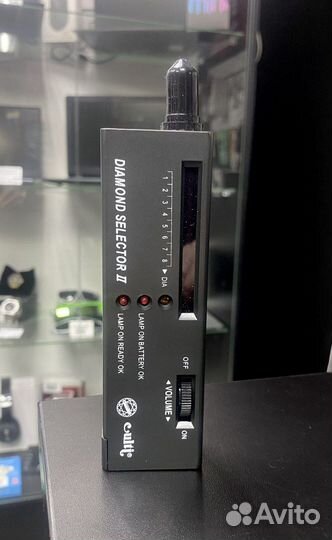 DIAMOND SELECTOR II
1 2 3 4 5 6 7 8 ▶ DIA
LAMP ON READY OK
LAMP ON BATTERY OK
OFF
◀ VOLUME ▶
ON
culti
Avito